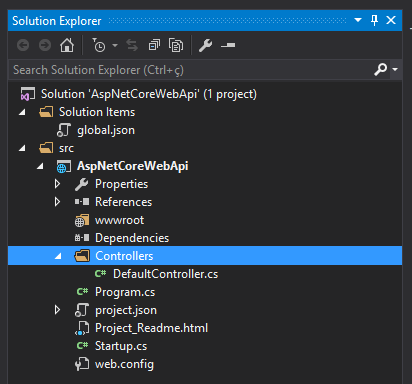 Solution Explorer
Search Solution Explorer (Ctrl+ç)
Solution 'AspNetCoreWebApi' (1 project)
Solution Items
global.json
src
AspNetCoreWebApi
Properties
References
wwwroot
Dependencies
Controllers
C# DefaultController.cs
C# Program.cs
project.json
Project_Readme.html
C# Startup.cs
web.config